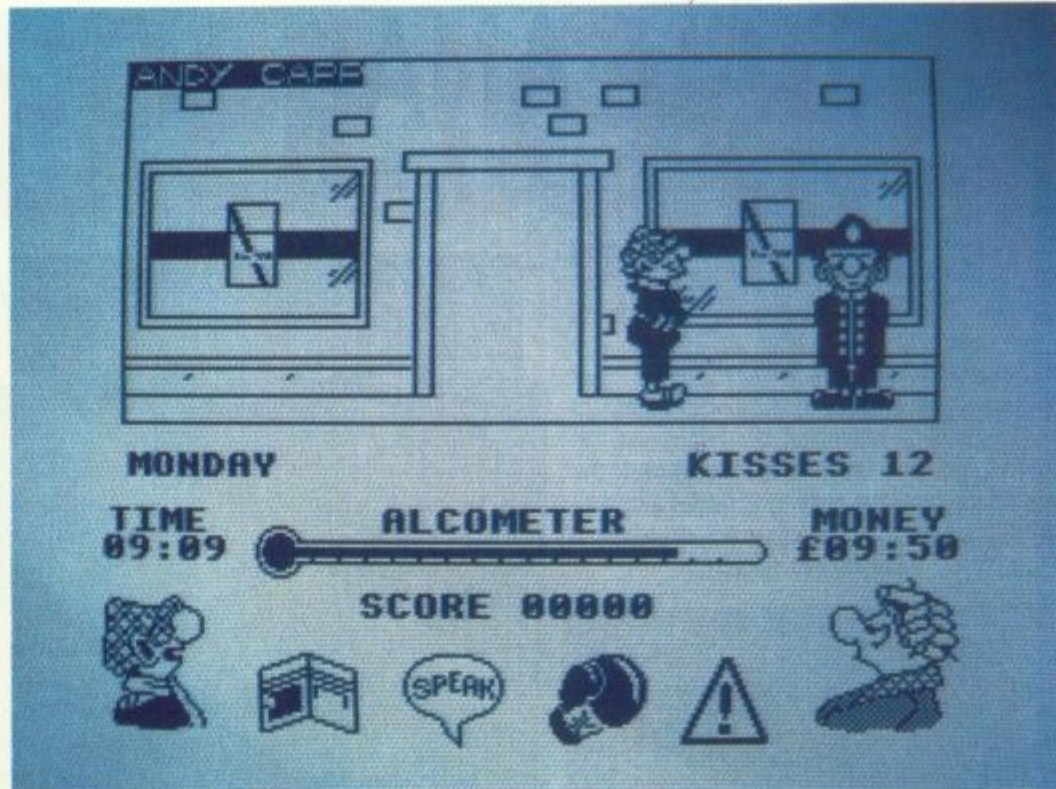 ANDY CAPP
MONDAY
KISSES 12
TIME
09:09
ALCOMETER
MONEY
£09:50
SCORE 00000
SPEAK